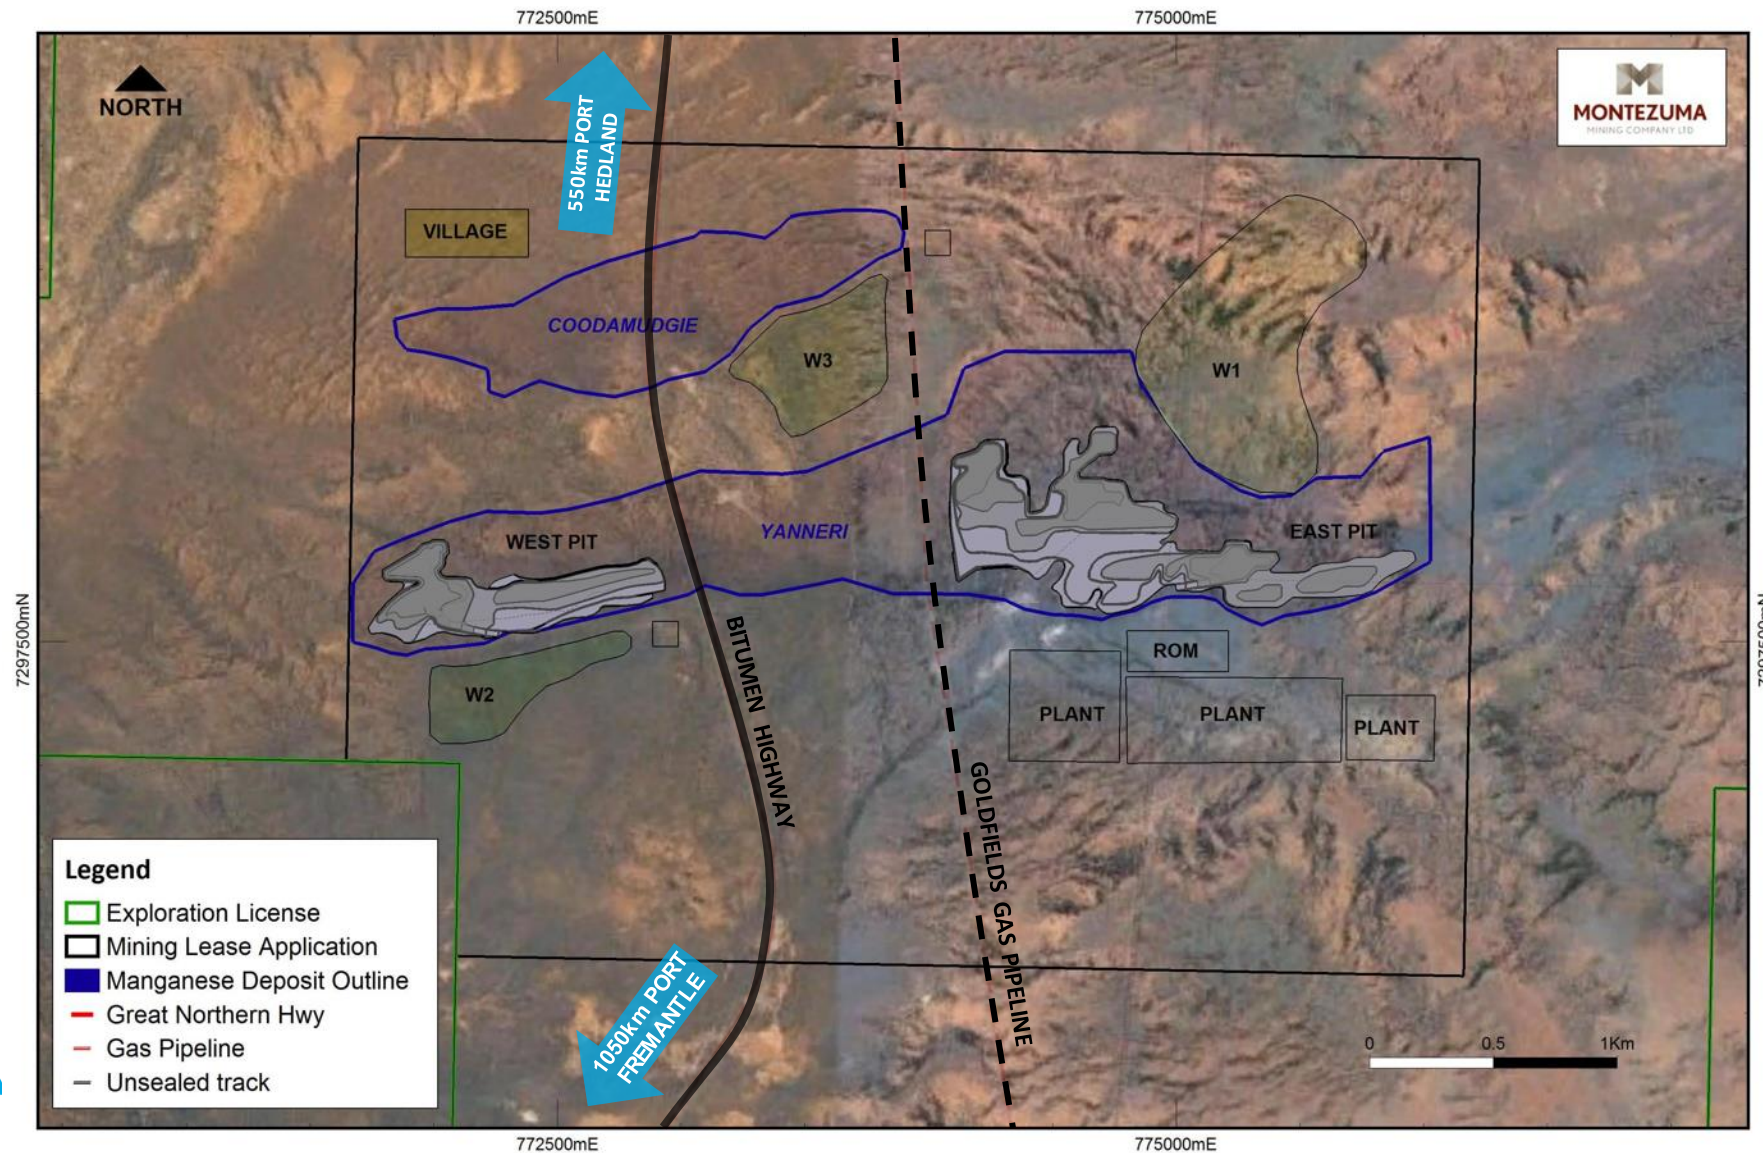 772500mE
775000mE
NORTH
550km PORT
HEDLAND
M
MONTEZUMA
MINING COMPANY LTD
VILLAGE
COODAMUDGIE
W3
W1
WEST PIT
YANNERI
EAST PIT
7297500mN
BITUMEN HIGHWAY
ROM
W2
PLANT
PLANT
PLANT
GOLDFIELDS GAS PIPELINE
1050km PORT
FREMANTLE
Legend
Exploration License
Mining Lease Application
Manganese Deposit Outline
Great Northern Hwy
Gas Pipeline
Unsealed track
0 0.5 1Km
772500mE
775000mE